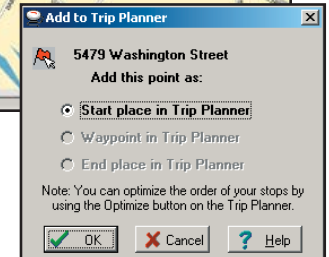 Add to Trip Planner
5479 Washington Street
Add this point as:
Start place in Trip Planner
Waypoint in Trip Planner
End place in Trip Planner
Note: You can optimize the order of your stops by
using the Optimize button on the Trip Planner.
OK Cancel Help